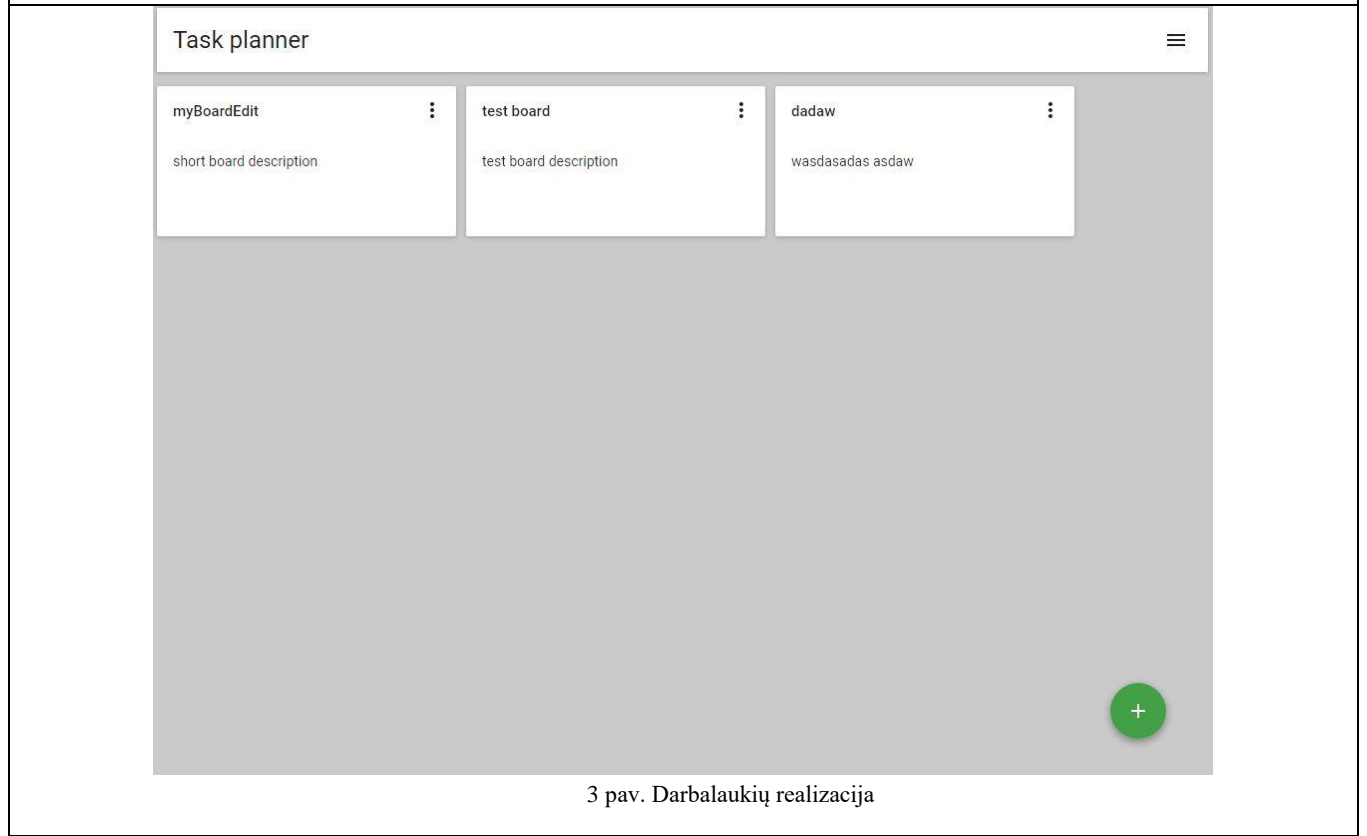 Task planner
myBoardEdit
short board description
test board
test board description
dadaw
wasdasadas asdaw
3 pav. Darbalaukių realizacija